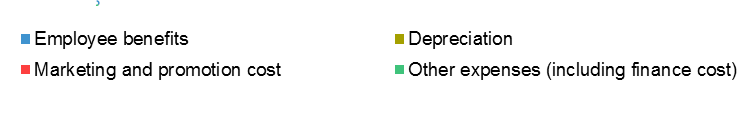 Employee benefits
Depreciation
Marketing and promotion cost
Other expenses (including finance cost)